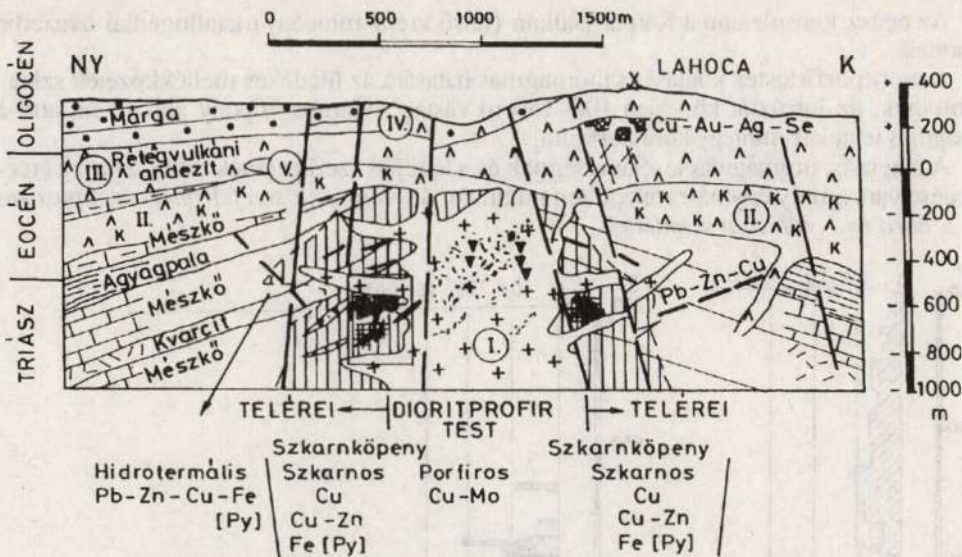 0 500 1000 1500m
NY LAHOCA K
OLIGOCÉN
EOCÉN
TRIÁSZ
400
200
0
200
400
600
800
1000
m
Márga
IV.
Cu-As-Ag-Se
III. Rétegvulkáni
andezit
V.
II.
II.
Mészkő
Agyagpala
Mészkő
Kvarcit
Mészkő
Pb-Zn-Cu
I.
TELÉREI DIORITPROFIR TELÉREI
TEST
Szkarnköpeny Szkarnköpeny
Hidrotermális Szkarnos Porfiros Szkarnos
Pb-Zn-Cu-Fe Cu Cu-Mo Cu
[Py] Cu-Zn Cu-Zn
Fe [Py] Fe [Py]